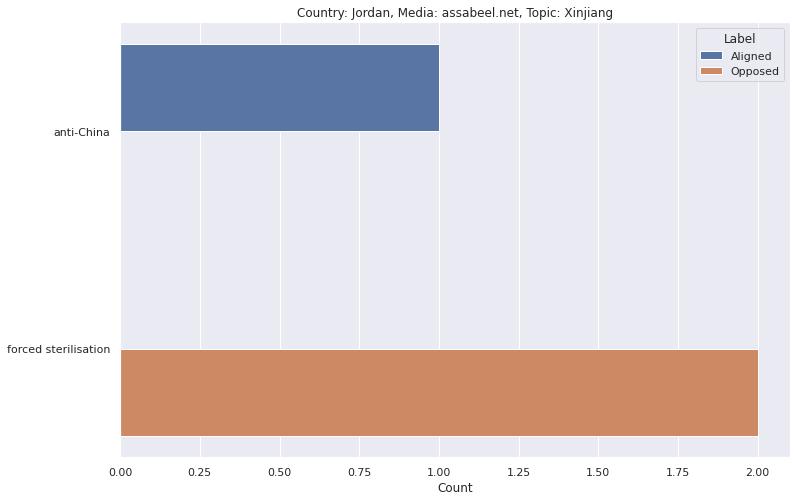 Country: Jordan, Media: assabeel.net, Topic: Xinjiang
Label
Aligned
Opposed
anti-China
forced sterilisation
0.00 0.25 0.50 0.75 1.00 1.25 1.50 1.75 2.00
Count